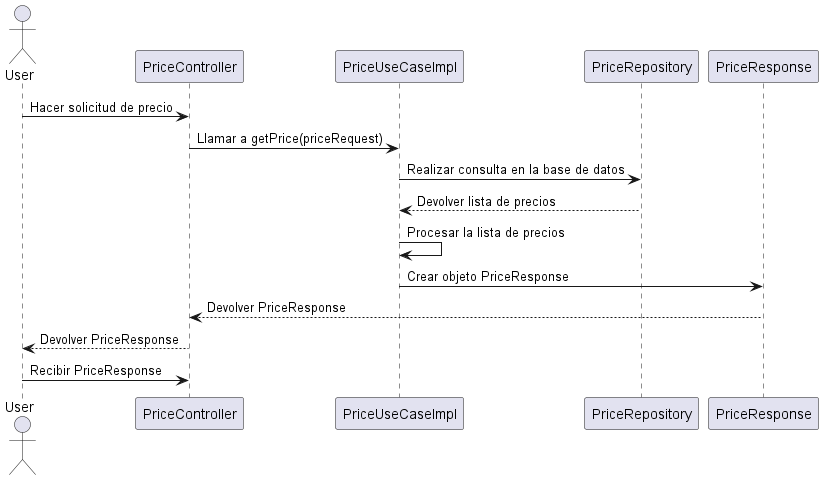 User
PriceController
PriceUseCaseImpl
PriceRepository
PriceResponse
Hacer solicitud de precio
Llamar a getPrice(priceRequest)
Realizar consulta en la base de datos
Devolver lista de precios
Procesar la lista de precios
Crear objeto PriceResponse
Devolver PriceResponse
Devolver PriceResponse
Recibir PriceResponse
User
PriceController
PriceUseCaseImpl
PriceRepository
PriceResponse